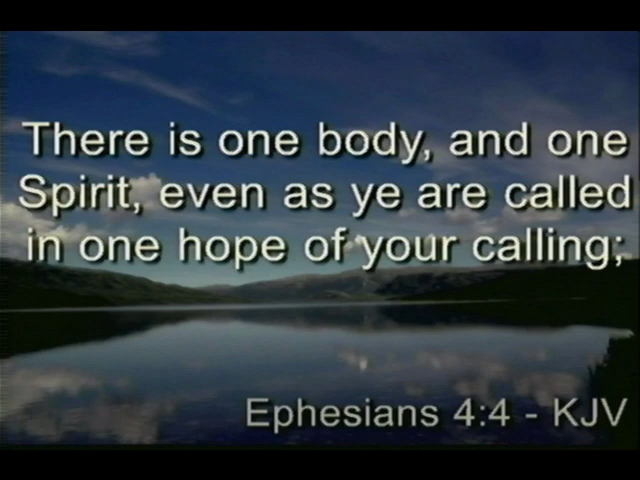 There is one body, and one
Spirit, even as ye are called
in one hope of your calling;
Ephesians 4:4 - KJV